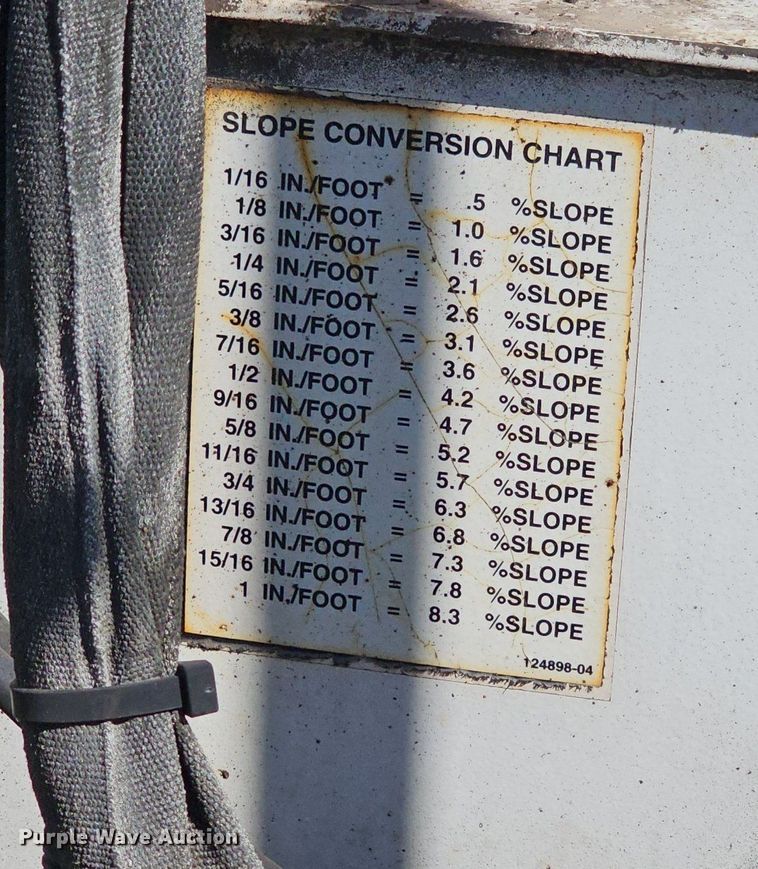 SLOPE CONVERSION CHART
1/16 IN./FOOT = .5 %SLOPE
1/8 IN./FOOT = 1.0 %SLOPE
3/16 IN./FOOT = 1.6 %SLOPE
1/4 IN./FOOT = 2.1 %SLOPE
5/16 IN./FOOT = 2.6 %SLOPE
3/8 IN./FOOT = 3.1 %SLOPE
7/16 IN./FOOT = 3.6 %SLOPE
1/2 IN./FOOT = 4.2 %SLOPE
9/16 IN./FOOT = 4.7 %SLOPE
5/8 IN./FOOT = 5.2 %SLOPE
11/16 IN./FOOT = 5.7 %SLOPE
3/4 IN./FOOT = 6.3 %SLOPE
13/16 IN./FOOT = 6.8 %SLOPE
7/8 IN./FOOT = 7.3 %SLOPE
15/16 IN./FOOT = 7.8 %SLOPE
1 IN./FOOT = 8.3 %SLOPE
124898-04
Purple Wave Auction